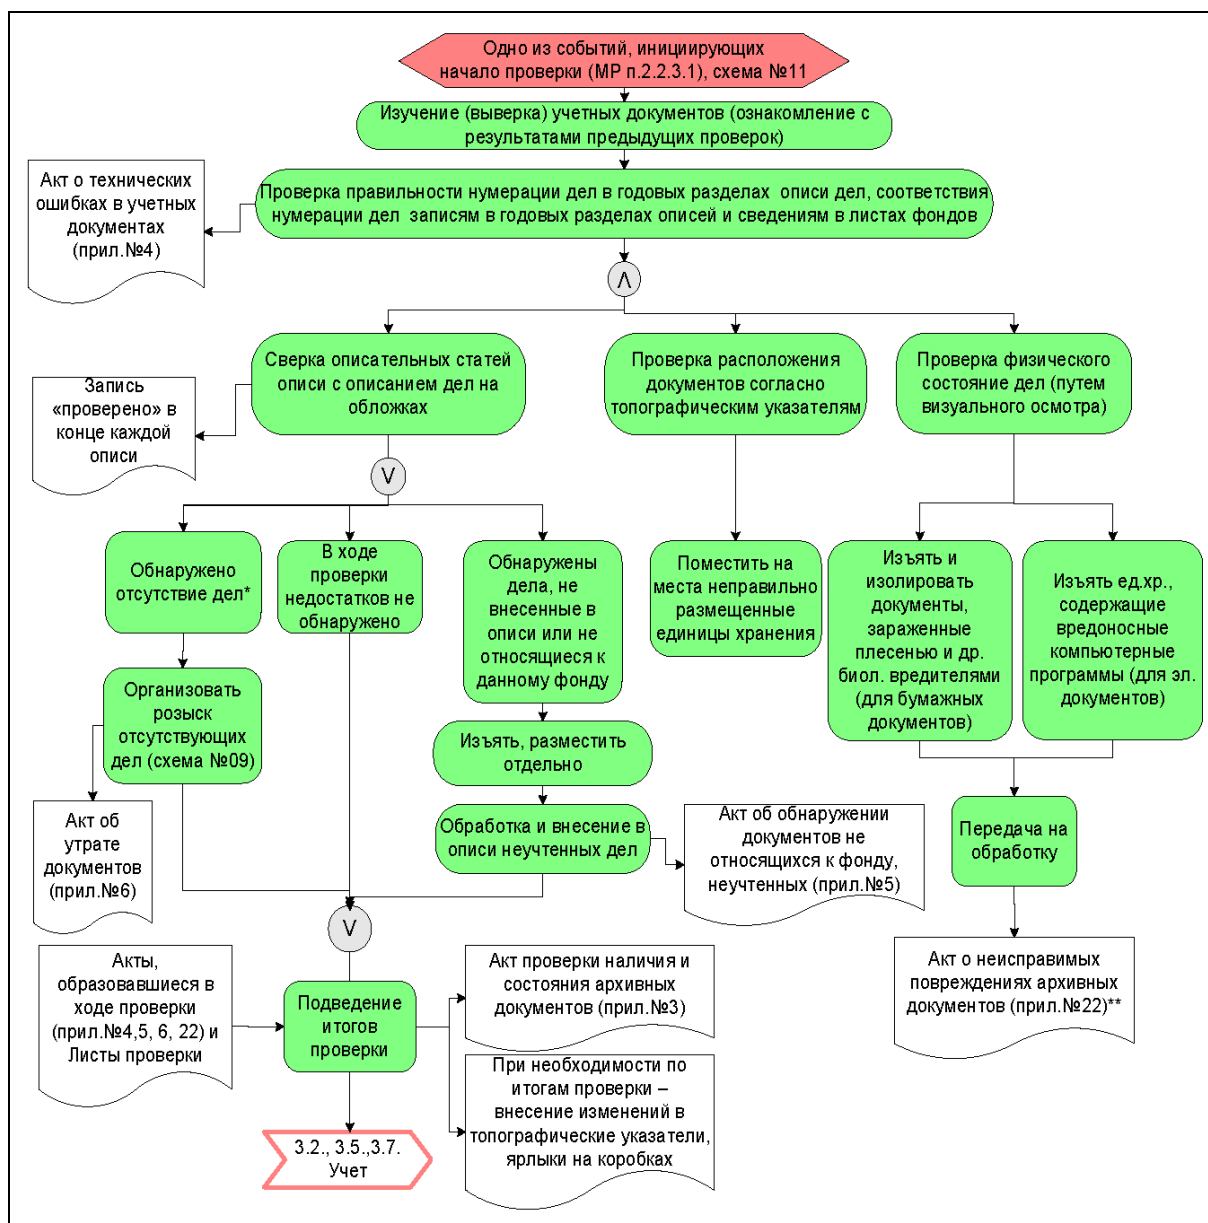 Одно из событий, инициирующих
начало проверки (МР п.2.2.3.1), схема №11
Изучение (выверка) учетных документов (ознакомление с
результатами предыдущих проверок)
Акт о технических
ошибках в учетных
документах
(прил.№4)
Проверка правильности нумерации дел в годовых разделах описи дел, соответствия
нумерации дел записям в годовых разделах описей и сведениям в листах фондов
Λ
Сверка описательных статей
описи с описанием дел на
обложках
Проверка расположения
документов согласно
топографическим указателям
Проверка физического
состояние дел (путем
визуального осмотра)
Запись
«проверено» в
конце каждой
описи
V
Обнаружено
отсутствие дел*
В ходе
проверки
недостатков не
обнаружено
Обнаружены
дела, не
внесенные в
описи или не
относящиеся к
данному фонду
Поместить на
места неправильно
размещенные
единицы хранения
Изъять и
изолировать
документы,
зараженные
плесенью и др.
биол. вредителями
(для бумажных
документов)
Изъять ед.хр.,
содержащие
вредоносные
компьютерные
программы (для эл.
документов)
Организовать
розыск
отсутствующих
дел (схема №09)
Изъять, разместить
отдельно
Акт об
утрате
документов
(прил.№6)
Обработка и внесение в
описи неучтенных дел
Акт об обнаружении
документов не
относящихся к фонду,
неучтенных (прил.№5)
Передача на
обработку
V
Акты,
образовавшиеся в
ходе проверки
(прил.№4,5, 6, 22) и
Листы проверки
Подведение
итогов
проверки
Акт проверки наличия и
состояния архивных
документов (прил.№3)
Акт о неисправимых
повреждениях архивных
документов (прил.№22)**
При необходимости по
итогам проверки –
внесение изменений в
топографические указатели,
ярлыки на коробках
3.2., 3.5.,3.7.
Учет